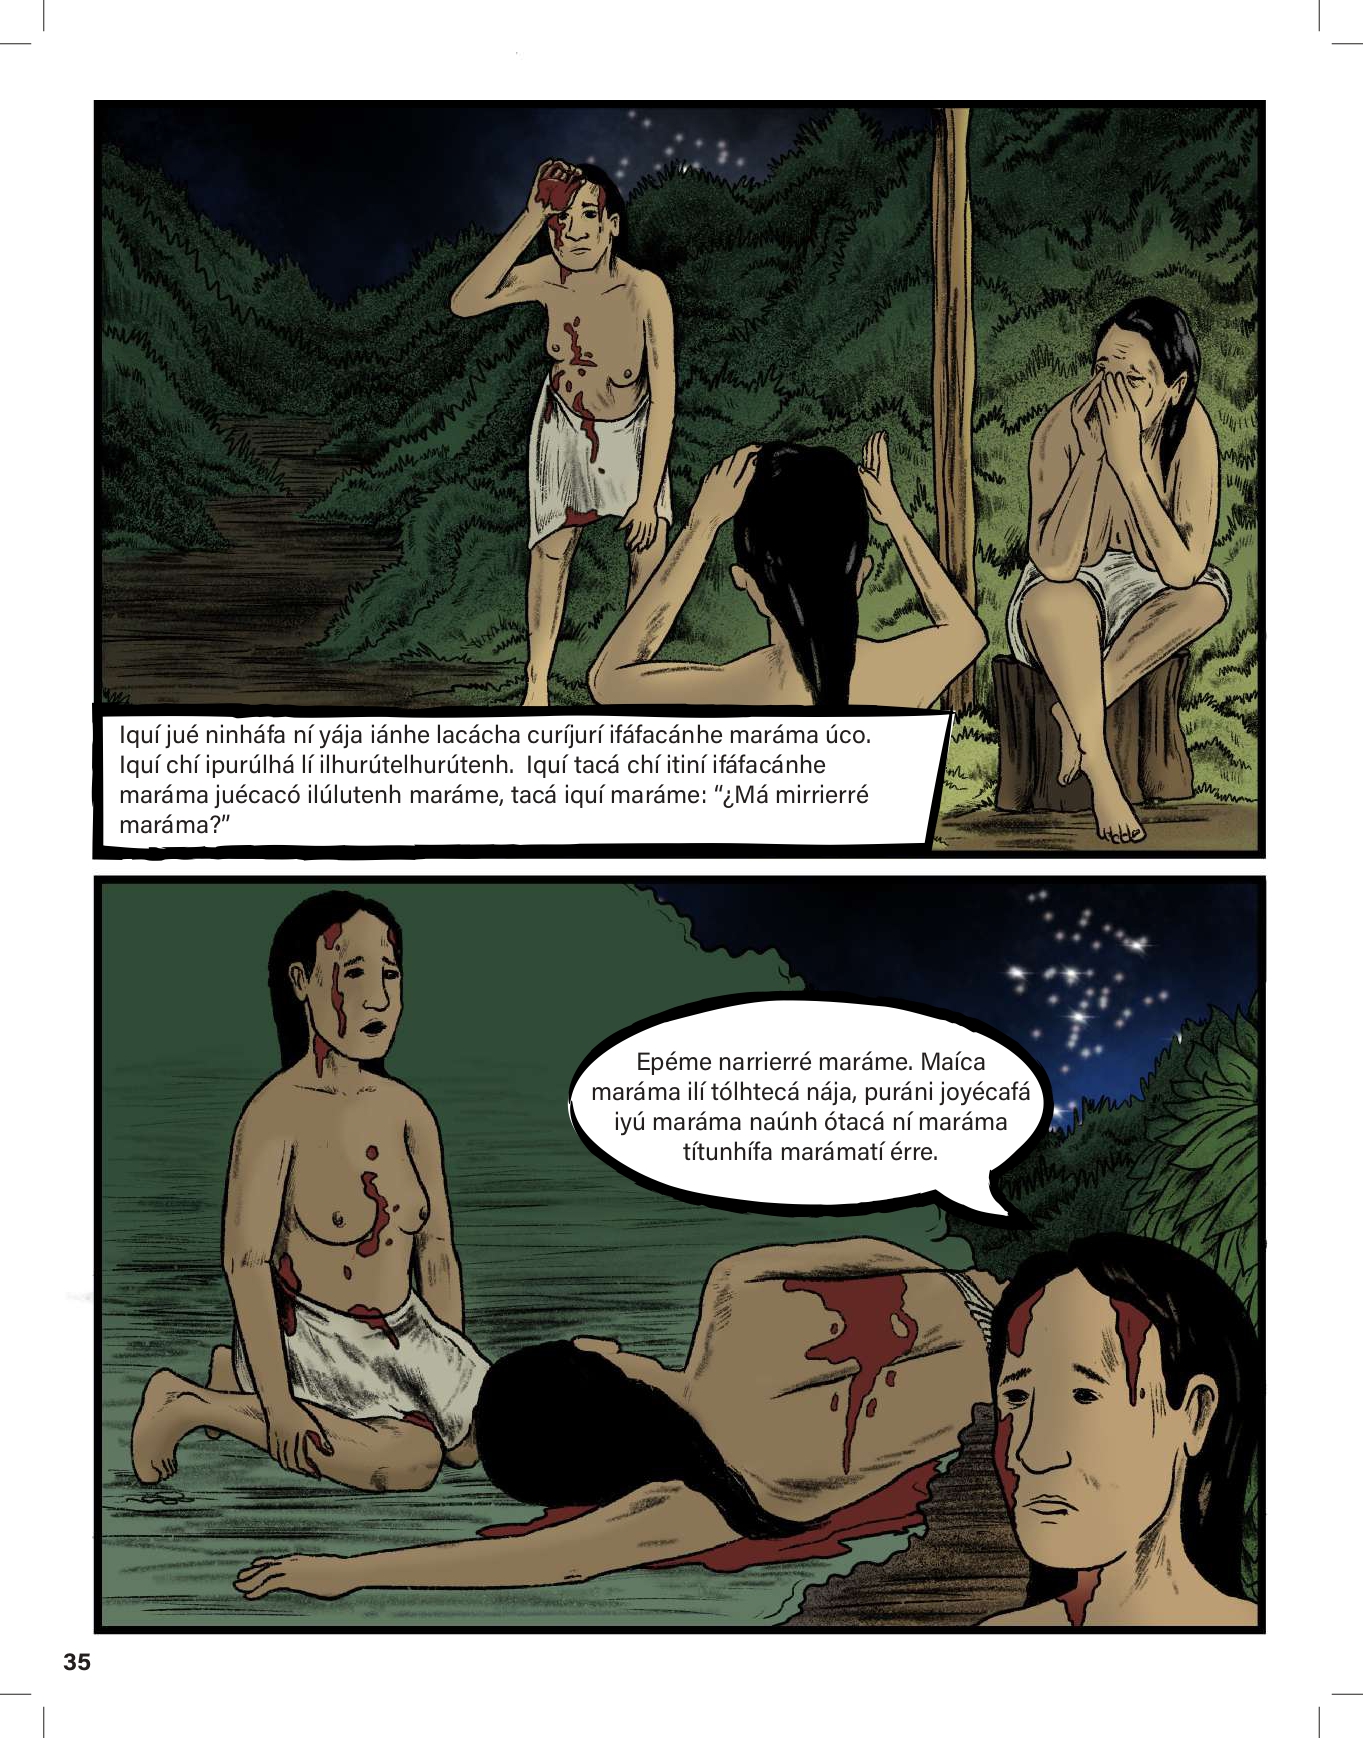 Iquí jué ninháfa ní yája iánhe lacácha curíjurí ifáfacánhe maráma úco.
Iquí chí ipurúlhá lí ilhurútelhurútenh.  Iquí tacá chí itiní ifáfacánhe
maráma juécacó ilúlutenh maráme, tacá iquí maráme: “¿Má mirrierré
maráma?”
Epéme narrierré maráme. Maíca
maráma ilí tólhtecá nája, puráni joyécafá
iyú maráma naúnh ótacá ní maráma
títunhífa marámatí érre.
35